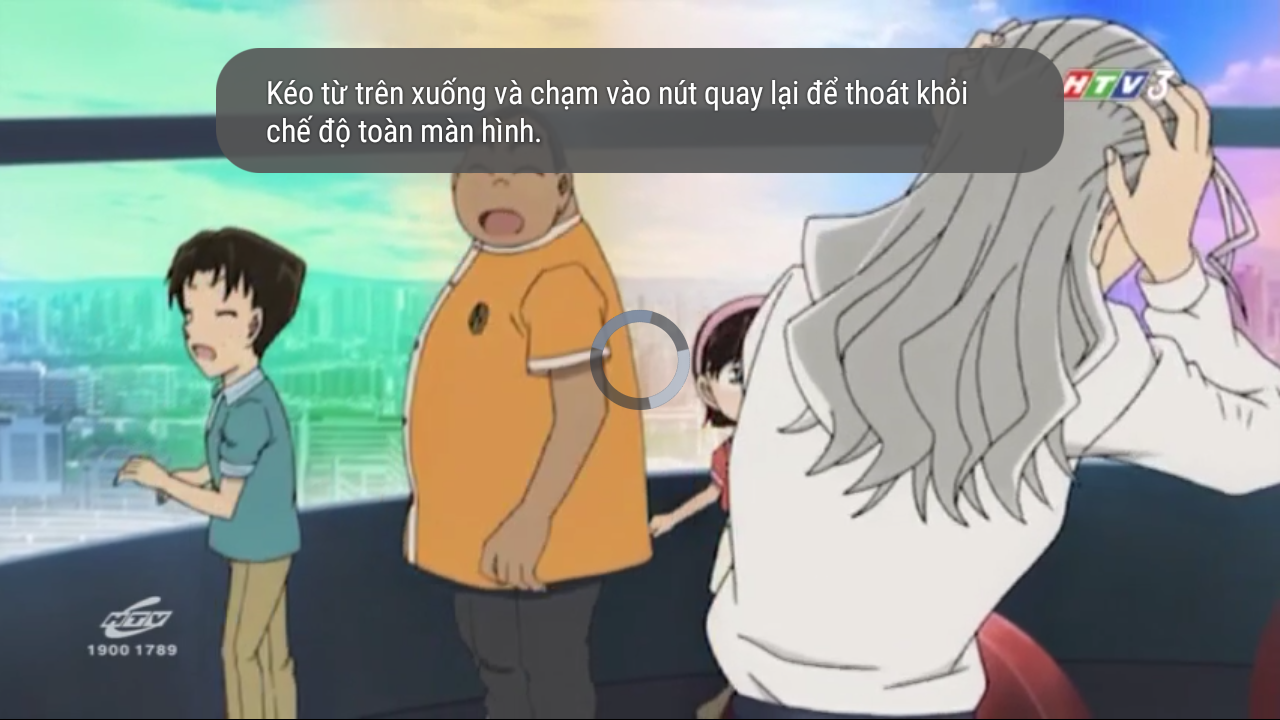 Kéo từ trên xuống và chạm vào nút quay lại để thoát khỏi
chế độ toàn màn hình.
HTV3
HTV
1900 1789